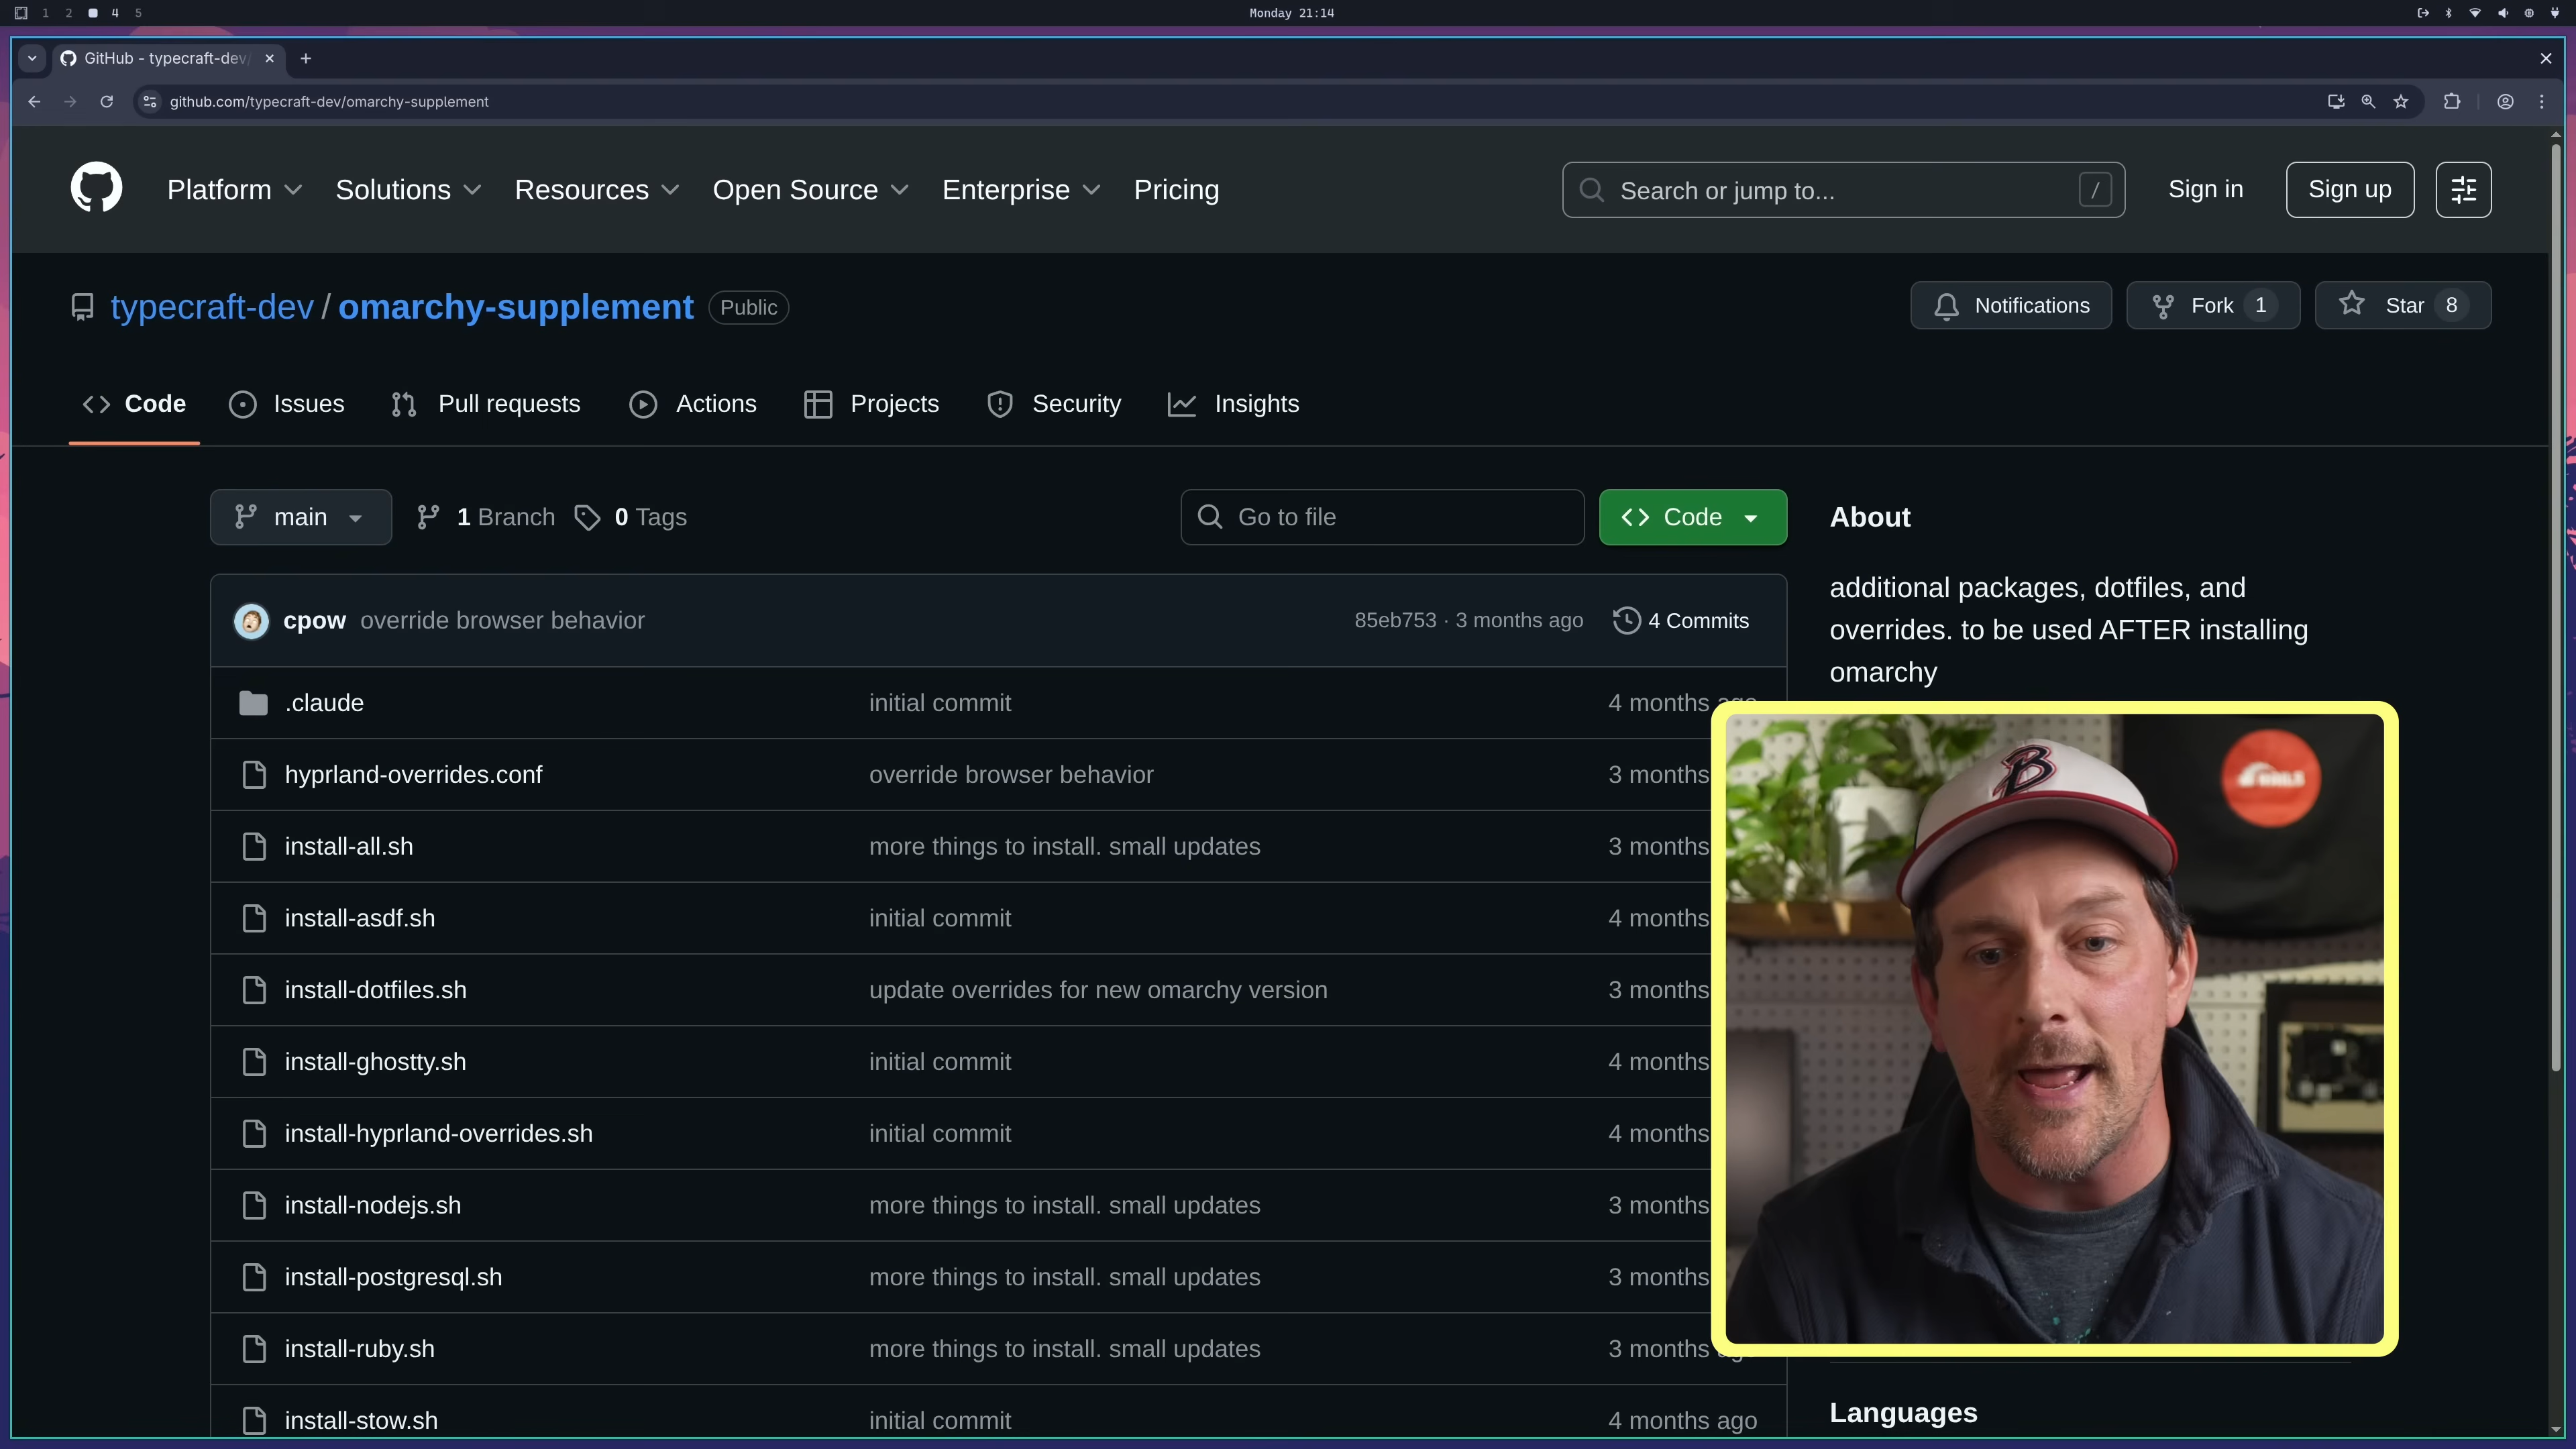 1 2 4 5
Monday 21:14
GitHub - typecraft-dev/
github.com/typecraft-dev/omarchy-supplement
Platform Solutions Resources Open Source Enterprise Pricing
Search or jump to... /
Sign in
Sign up
typecraft-dev / omarchy-supplement Public
Notifications
Fork 1
Star 8
Code Issues Pull requests Actions Projects Security Insights
main 1 Branch 0 Tags
Go to file
Code
About
additional packages, dotfiles, and
overrides. to be used AFTER installing
omarchy
cpow override browser behavior 85eb753 · 3 months ago 4 Commits
.claude initial commit 4 months ago
hyprland-overrides.conf override browser behavior 3 months
install-all.sh more things to install. small updates 3 months
install-asdf.sh initial commit 4 months
install-dotfiles.sh update overrides for new omarchy version 3 months
install-ghostty.sh initial commit 4 months
install-hyprland-overrides.sh initial commit 4 months
install-nodejs.sh more things to install. small updates 3 months
install-postgresql.sh more things to install. small updates 3 months
install-ruby.sh more things to install. small updates 3 months ago
install-stow.sh initial commit 4 months ago
B
RAILS
Languages